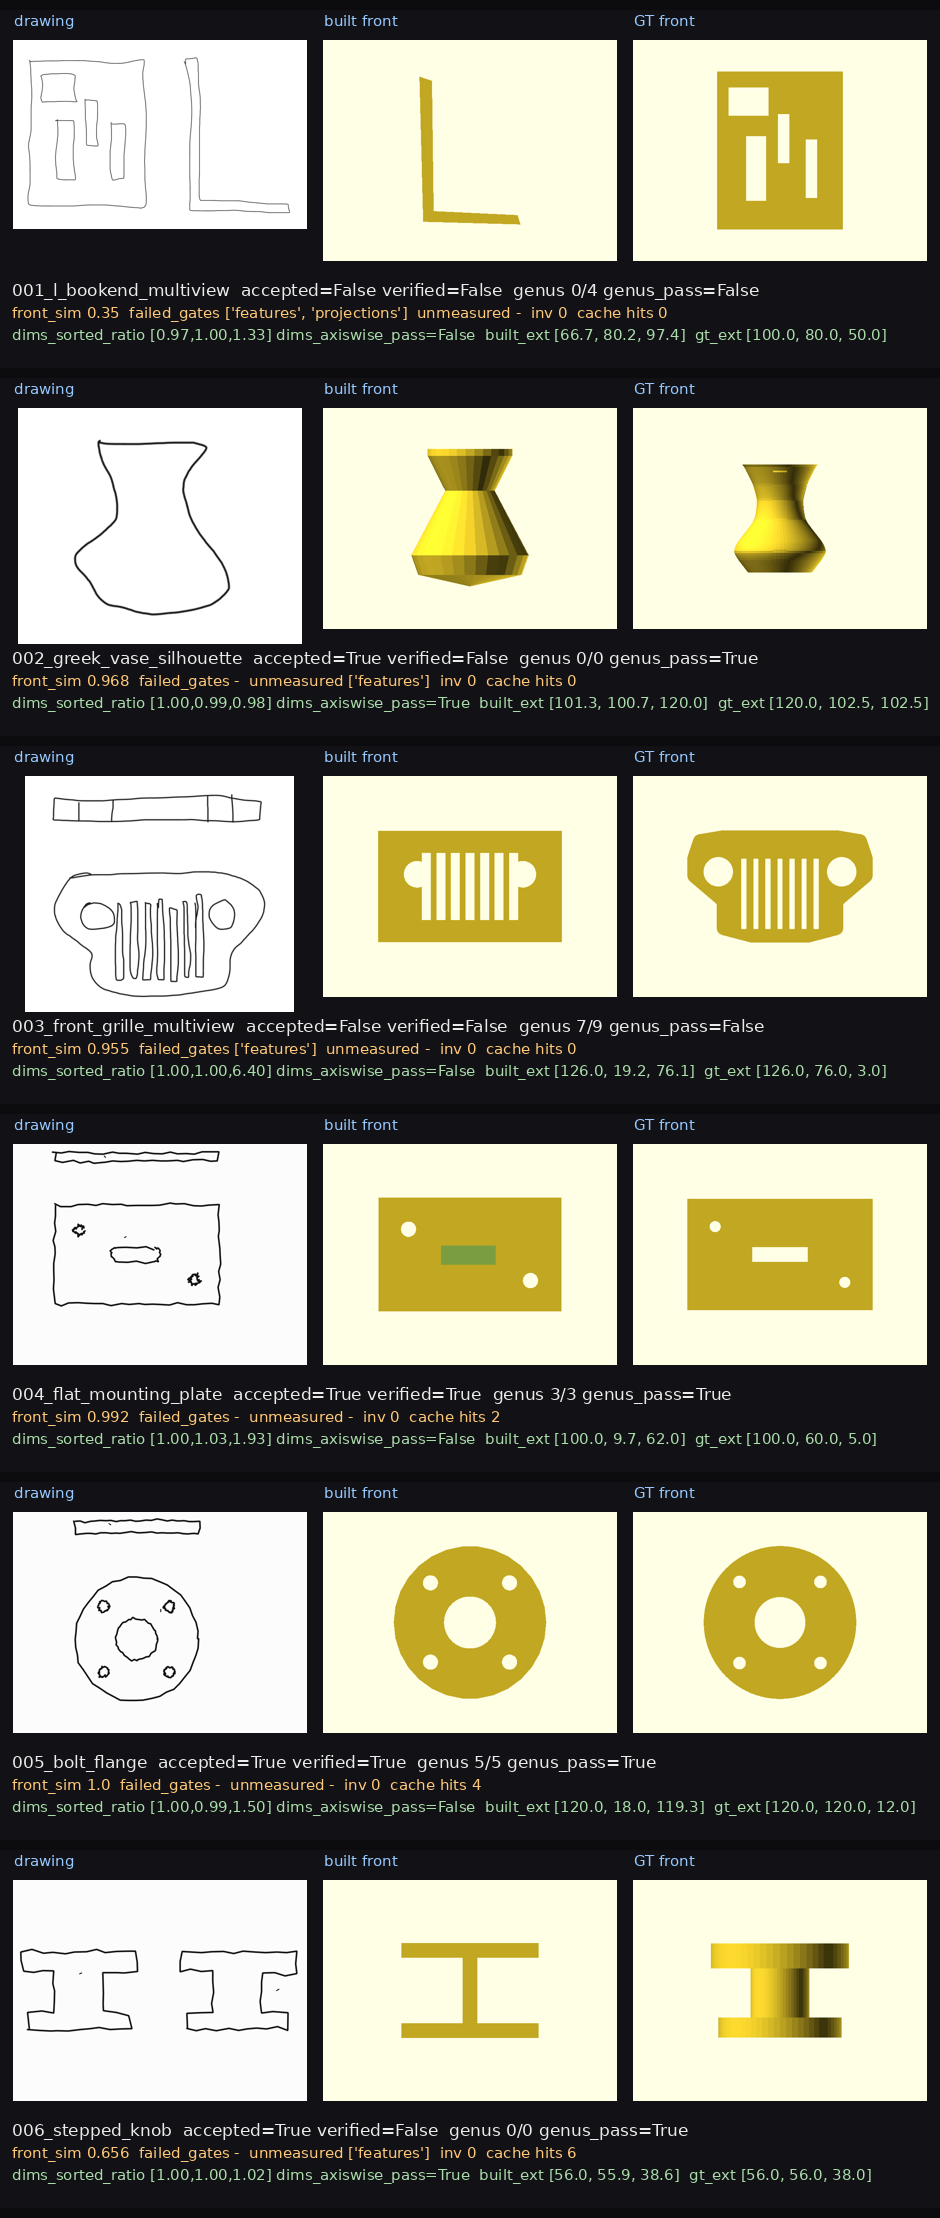 drawing built front GT front
001_l_bookend_multiview accepted=False verified=False genus 0/4 genus_pass=False
front_sim 0.35 failed_gates ['features', 'projections'] unmeasured - inv 0 cache hits 0
dims_sorted_ratio [0.97,1.00,1.33] dims_axiswise_pass=False built_ext [66.7, 80.2, 97.4] gt_ext [100.0, 80.0, 50.0]
drawing built front GT front
002_greek_vase_silhouette accepted=True verified=False genus 0/0 genus_pass=True
front_sim 0.968 failed_gates - unmeasured ['features'] inv 0 cache hits 0
dims_sorted_ratio [1.00,0.99,0.98] dims_axiswise_pass=True built_ext [101.3, 100.7, 120.0] gt_ext [120.0, 102.5, 102.5]
drawing built front GT front
003_front_grille_multiview accepted=False verified=False genus 7/9 genus_pass=False
front_sim 0.955 failed_gates ['features'] unmeasured - inv 0 cache hits 0
dims_sorted_ratio [1.00,1.00,6.40] dims_axiswise_pass=False built_ext [126.0, 19.2, 76.1] gt_ext [126.0, 76.0, 3.0]
drawing built front GT front
004_flat_mounting_plate accepted=True verified=True genus 3/3 genus_pass=True
front_sim 0.992 failed_gates - unmeasured - inv 0 cache hits 2
dims_sorted_ratio [1.00,1.03,1.93] dims_axiswise_pass=False built_ext [100.0, 9.7, 62.0] gt_ext [100.0, 60.0, 5.0]
drawing built front GT front
005_bolt_flange accepted=True verified=True genus 5/5 genus_pass=True
front_sim 1.0 failed_gates - unmeasured - inv 0 cache hits 4
dims_sorted_ratio [1.00,0.99,1.50] dims_axiswise_pass=False built_ext [120.0, 18.0, 119.3] gt_ext [120.0, 120.0, 12.0]
drawing built front GT front
006_stepped_knob accepted=True verified=False genus 0/0 genus_pass=True
front_sim 0.656 failed_gates - unmeasured ['features'] inv 0 cache hits 6
dims_sorted_ratio [1.00,1.00,1.02] dims_axiswise_pass=True built_ext [56.0, 55.9, 38.6] gt_ext [56.0, 56.0, 38.0]